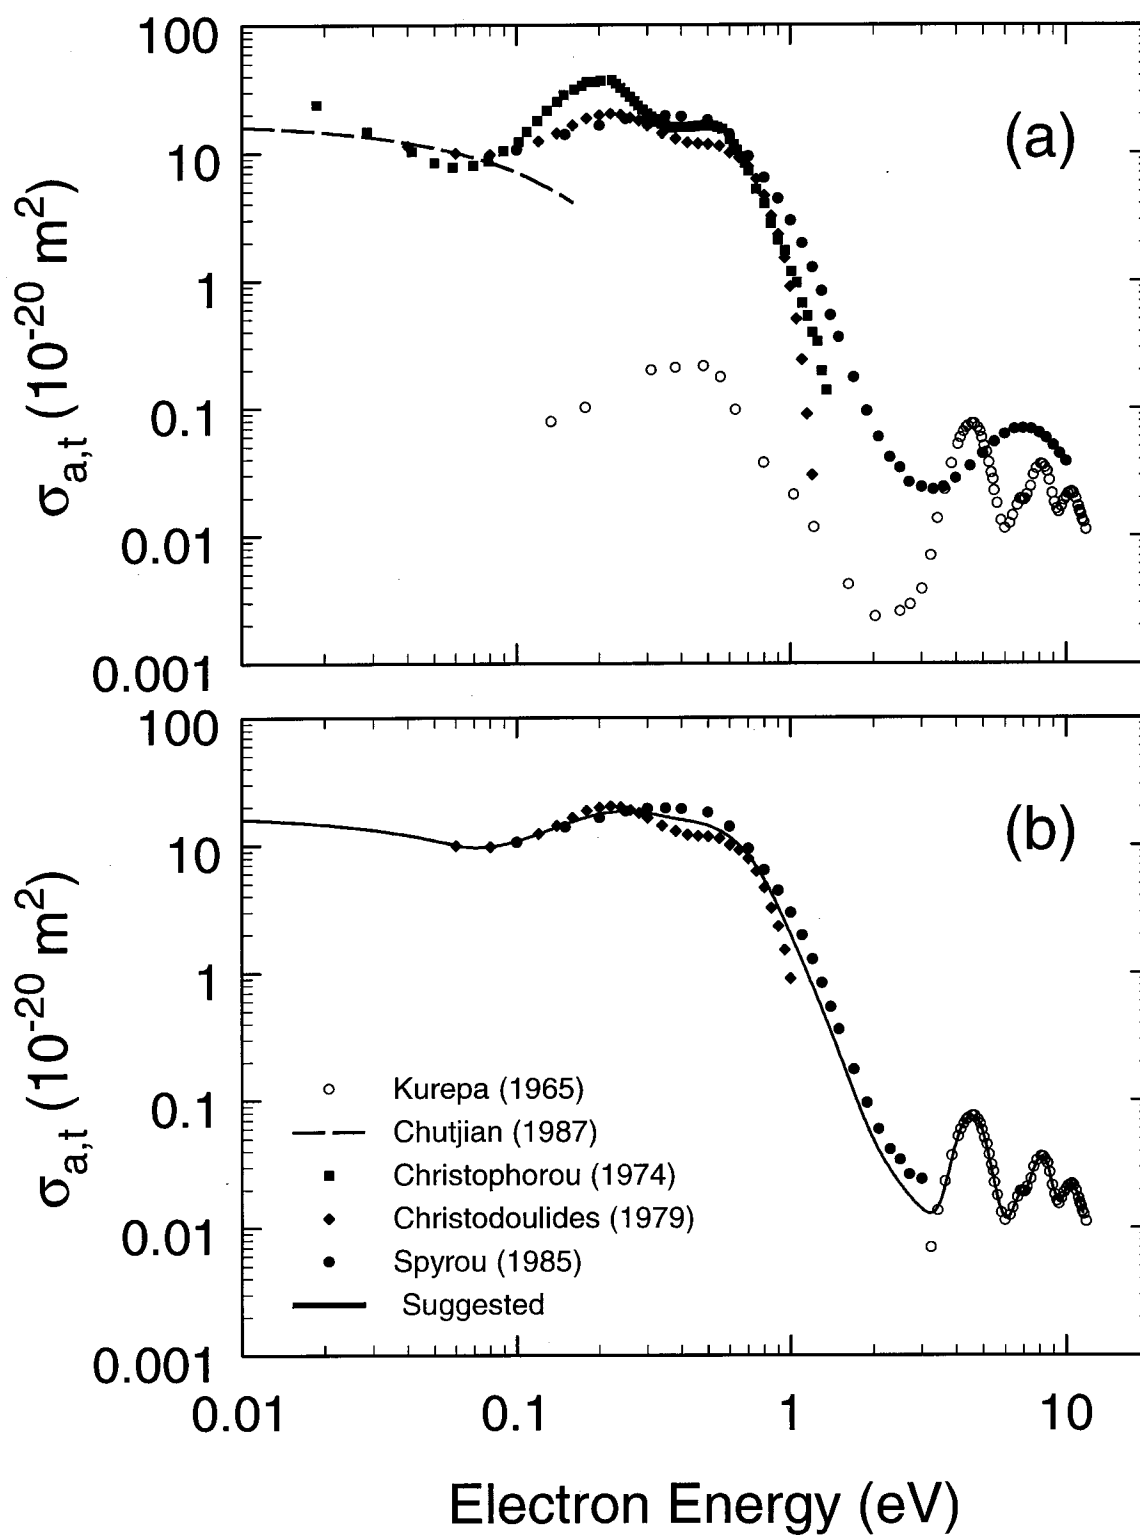 100
10
1
0.1
0.01
0.001
σa,t (10-20 m2)
(a)
100
10
1
0.1
0.01
0.001
σa,t (10-20 m2)
(b)
Kurepa (1965)
Chutjian (1987)
Christophorou (1974)
Christodoulides (1979)
Spyrou (1985)
Suggested
0.01 0.1 1 10
Electron Energy (eV)